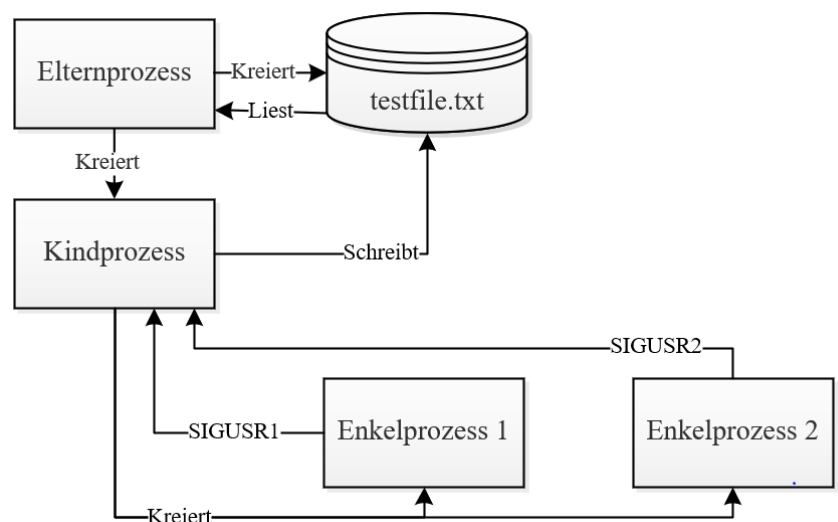 Elternprozess
Kreiert
testfile.txt
Liest
Kreiert
Kindprozess
Schreibt
SIGUSR2
SIGUSR1
Enkelprozess 1
Enkelprozess 2
Kreiert